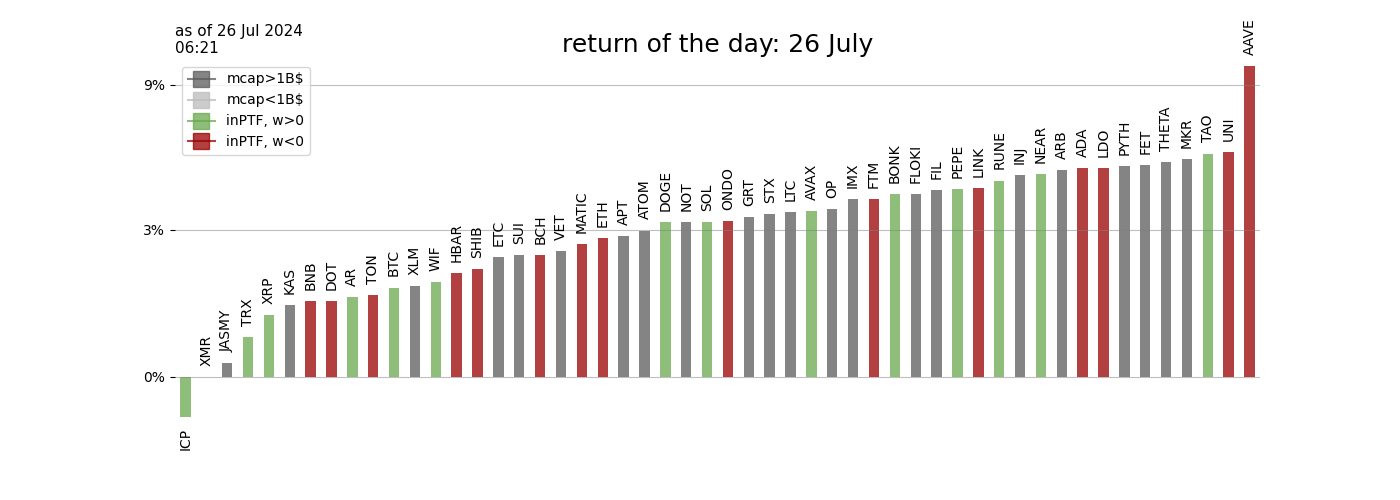 as of 26 Jul 2024
06:21
return of the day: 26 July
mcap>1B$
mcap<1B$
inPTF, w>0
inPTF, w<0
9%
3%
0%
ICP
XMR
JASMY
TRX
XRP
KAS
BNB
DOT
AR
TON
BTC
XLM
WIF
HBAR
SHIB
ETC
SUI
BCH
VET
MATIC
ETH
APT
ATOM
DOGE
NOT
SOL
ONDO
GRT
STX
LTC
AVAX
OP
IMX
FTM
BONK
FLOKI
FIL
PEPE
LINK
RUNE
INJ
NEAR
ARB
ADA
LDO
PYTH
FET
THETA
MKR
TAO
UNI
AAVE